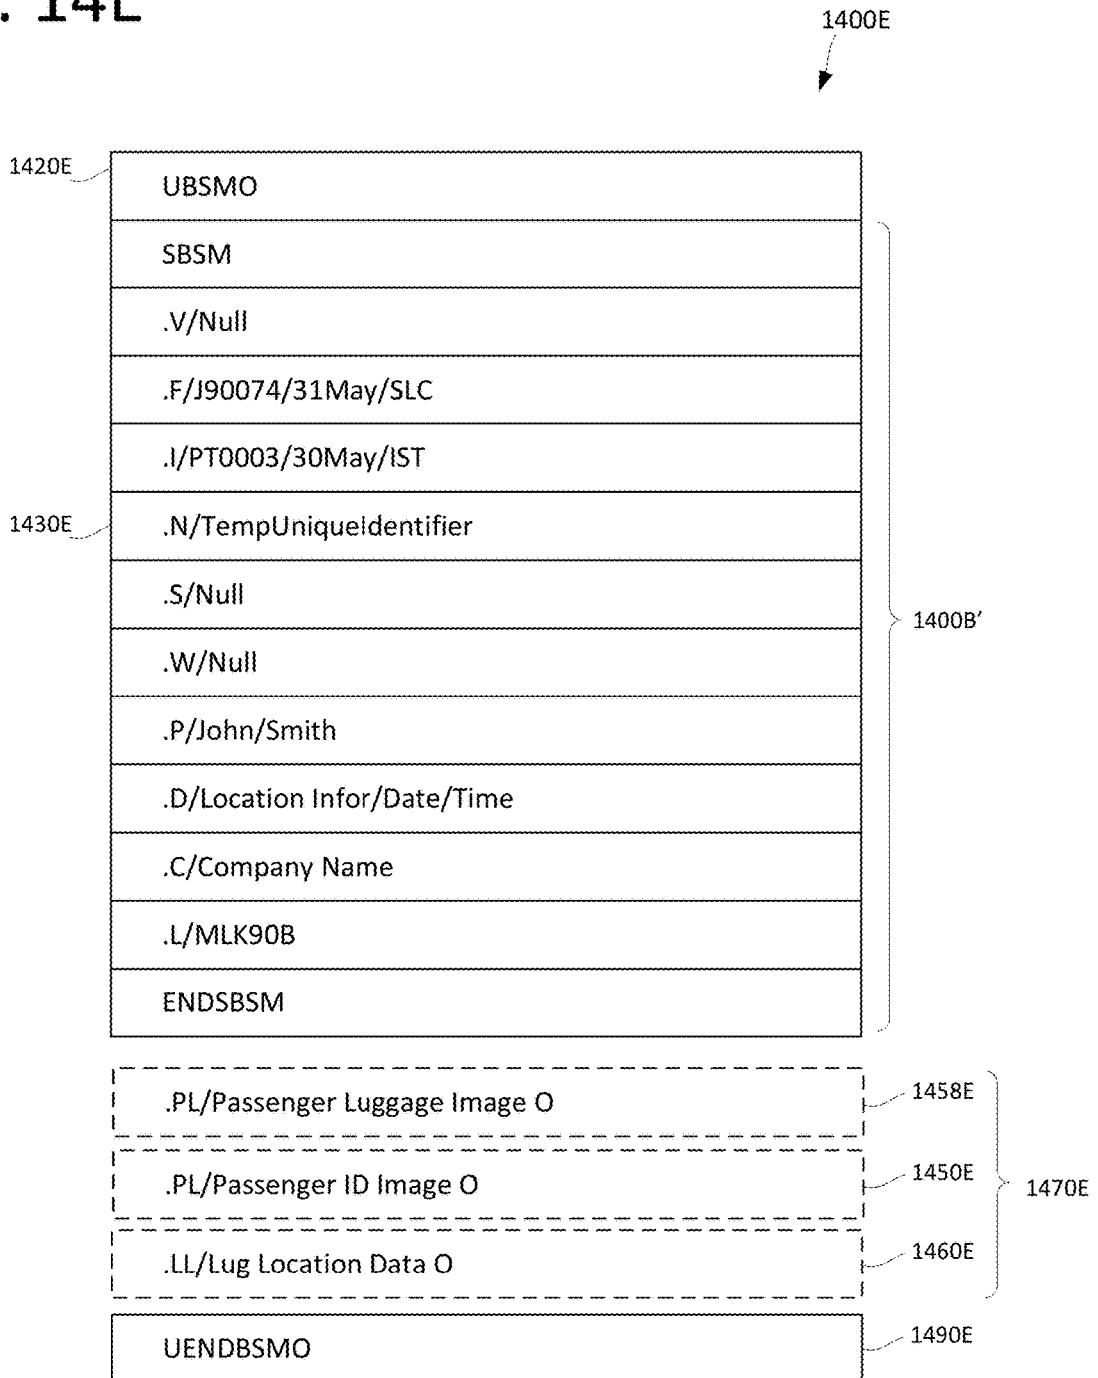 . 14E
1400E
1420E
UBSMO
SBSM
.V/Null
.F/J90074/31May/SLC
.I/PT0003/30May/IST
1430E
.N/TempUniqueIdentifier
.S/Null
1400B'
.W/Null
.P/John/Smith
.D/Location Infor/Date/Time
.C/Company Name
.L/MLK90B
ENDSBSM
.PL/Passenger Luggage Image O
1458E
.PL/Passenger ID Image O
1450E
1470E
.LL/Lug Location Data O
1460E
UENDBSMO
1490E